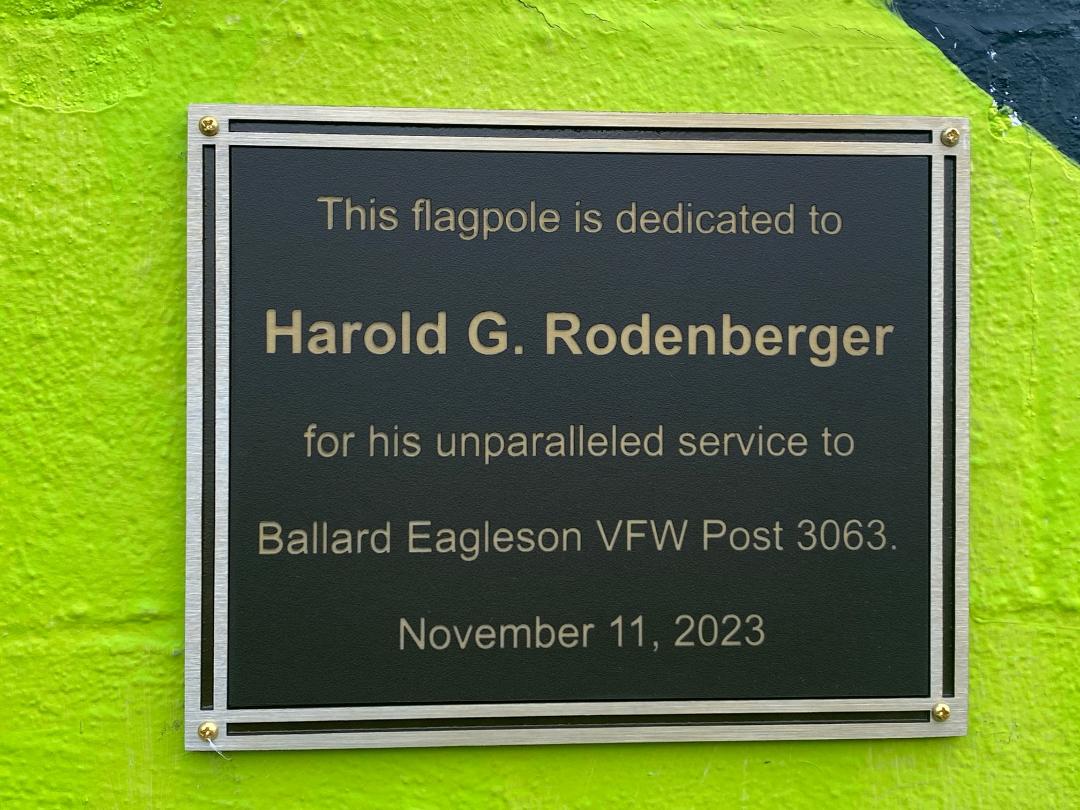 This flagpole is dedicated to
Harold G. Rodenberger
for his unparalleled service to
Ballard Eagleson VFW Post 3063.
November 11, 2023